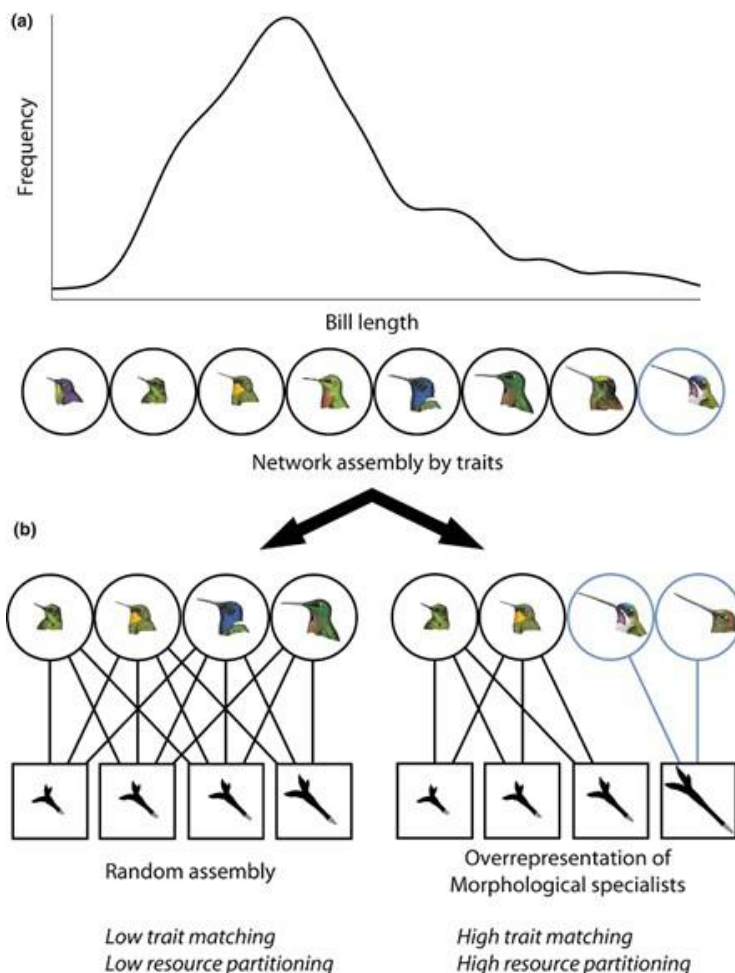 (a)
Frequency
Bill length
Network assembly by traits
(b)
Random assembly
Overrepresentation of
Morphological specialists
Low trait matching
Low resource partitioning
High trait matching
High resource partitioning